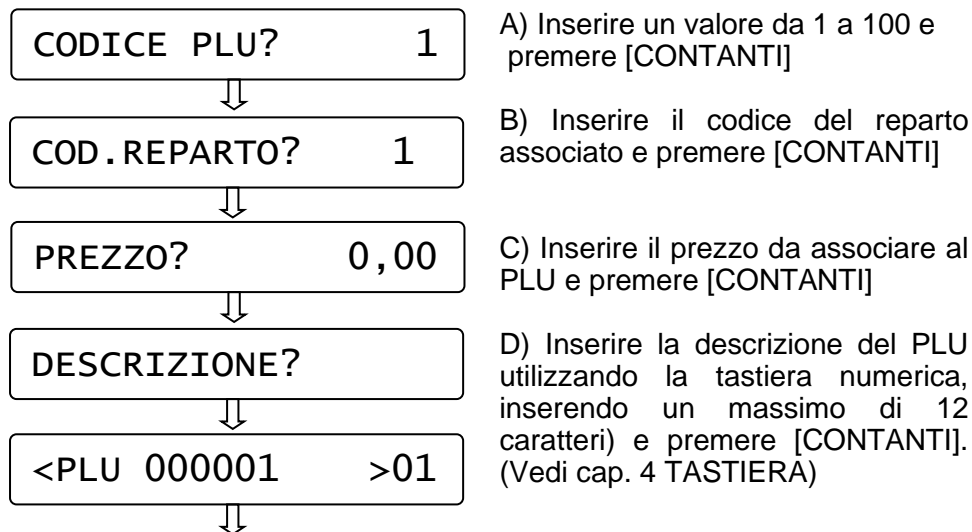 CODICE PLU? 1
A) Inserire un valore da 1 a 100 e
premere [CONTANTI]
COD.REPARTO? 1
B) Inserire il codice del reparto
associato e premere [CONTANTI]
PREZZO? 0,00
C) Inserire il prezzo da associare al
PLU e premere [CONTANTI]
DESCRIZIONE?
<PLU 000001 >01
D) Inserire la descrizione del PLU
utilizzando la tastiera numerica,
inserendo un massimo di 12
caratteri) e premere [CONTANTI].
(Vedi cap. 4 TASTIERA)